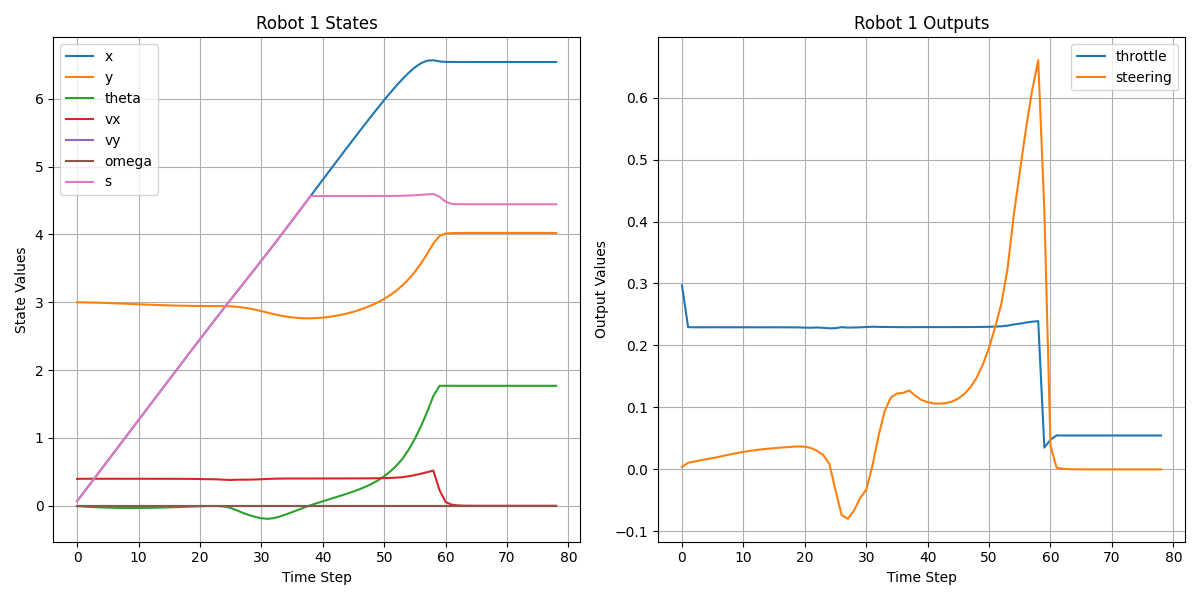 Robot 1 States
x
y
theta
vx
vy
omega
s
State Values
6
5
4
3
2
1
0
0 10 20 30 40 50 60 70 80
Time Step
Robot 1 Outputs
throttle
steering
Output Values
0.6
0.5
0.4
0.3
0.2
0.1
0.0
−0.1
0 10 20 30 40 50 60 70 80
Time Step